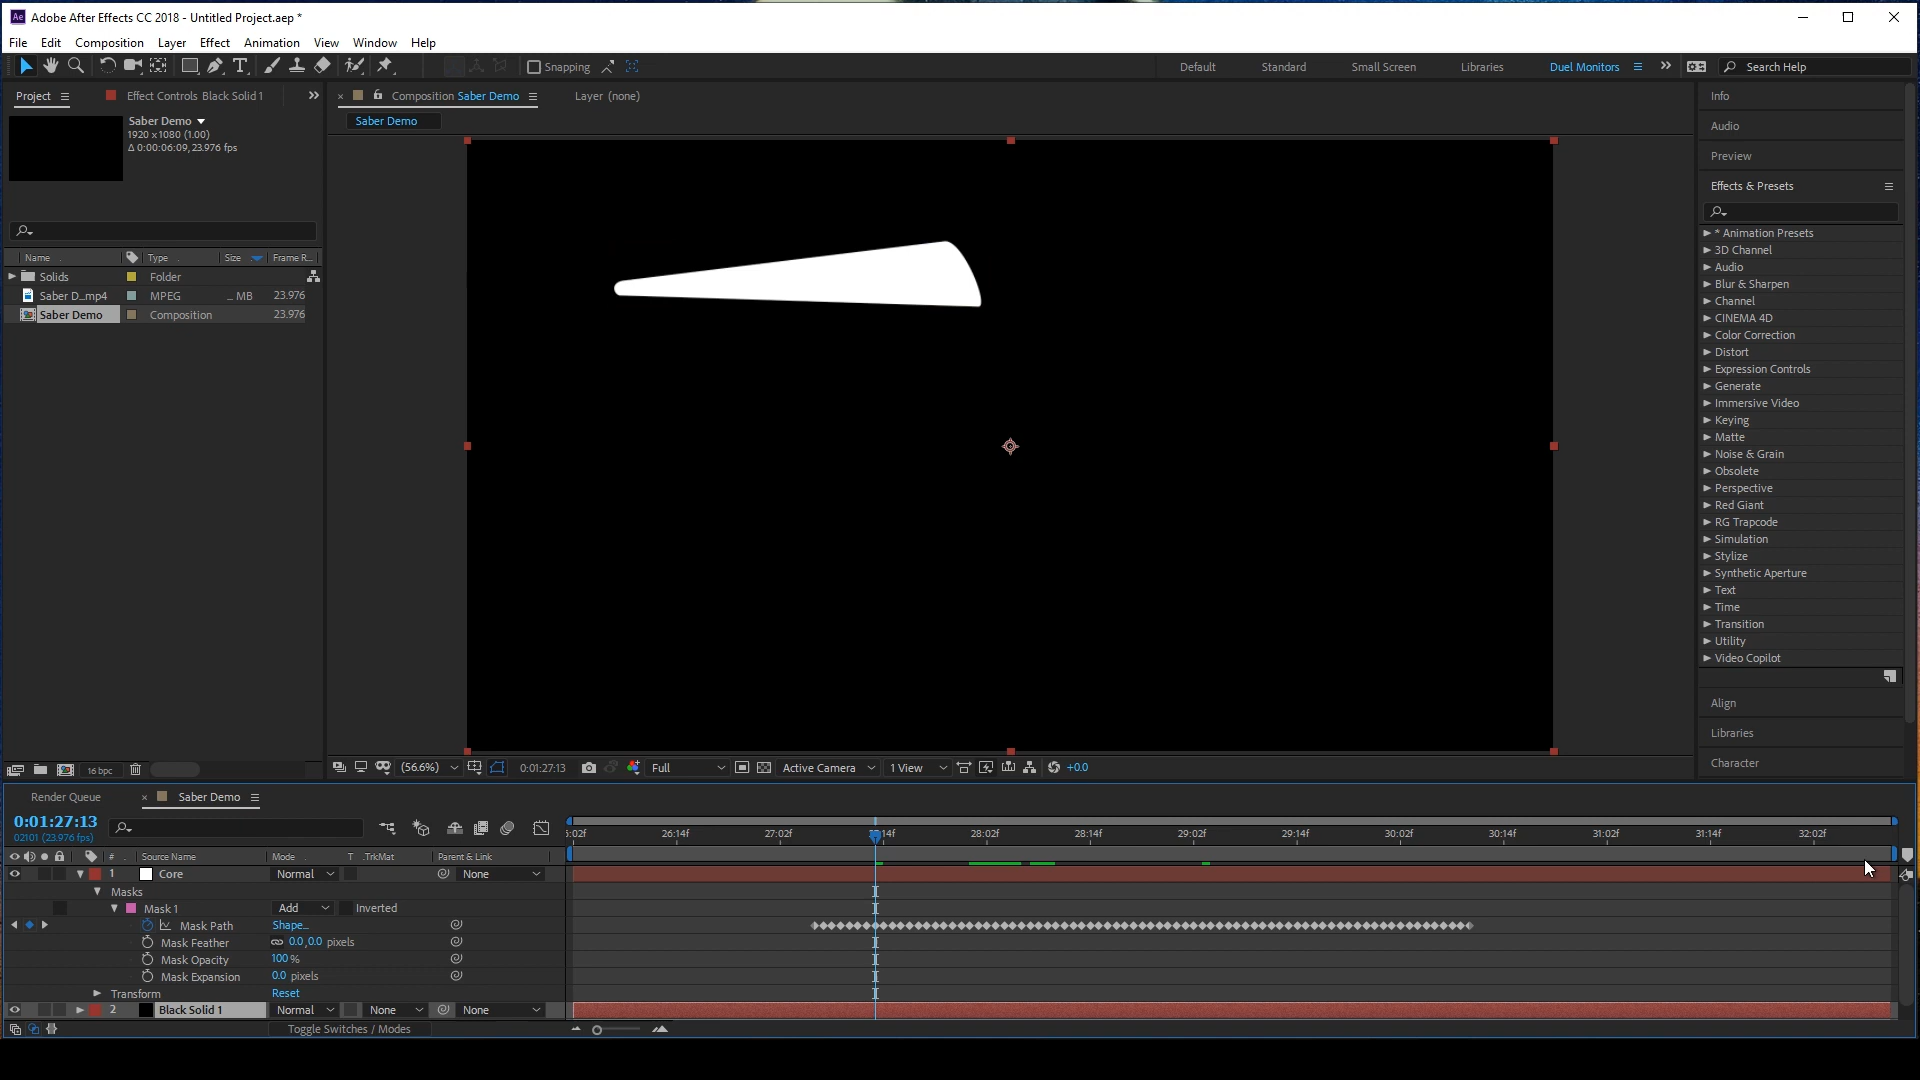 Ae Adobe After Effects CC 2018 - Untitled Project.aep *
File Edit Composition Layer Effect Animation View Window Help
Snapping Default Standard Small Screen Libraries Duel Monitors Search Help
Project Effect Controls Black Solid 1
Composition Saber Demo Layer (none)
Saber Demo
Saber Demo
1920 x 1080 (1.00)
Δ 0:00:06:09, 23.976 fps
Name Type Size Frame R...
Solids Folder
Saber D...mp4 MPEG ... MB 23.976
Saber Demo Composition 23.976
16 bpc
(56.6%) 0:01:27:13 Full Active Camera 1 View +0.0
Info
Audio
Preview
Effects & Presets
* Animation Presets
3D Channel
Audio
Blur & Sharpen
Channel
CINEMA 4D
Color Correction
Distort
Expression Controls
Generate
Immersive Video
Keying
Matte
Noise & Grain
Obsolete
Perspective
Red Giant
RG Trapcode
Simulation
Stylize
Synthetic Aperture
Text
Time
Transition
Utility
Video Copilot
Align
Libraries
Character
Render Queue Saber Demo
0:01:27:13
02101 (23.976 fps)
:02f 26:14f 27:02f 14f 28:02f 28:14f 29:02f 29:14f 30:02f 30:14f 31:02f 31:14f 32:02f
# Source Name Mode T .TrkMat Parent & Link
1 Core Normal None
Masks
Mask 1 Add Inverted
Mask Path Shape...
Mask Feather 0.0,0.0 pixels
Mask Opacity 100%
Mask Expansion 0.0 pixels
Transform Reset
2 Black Solid 1 Normal None None
Toggle Switches / Modes